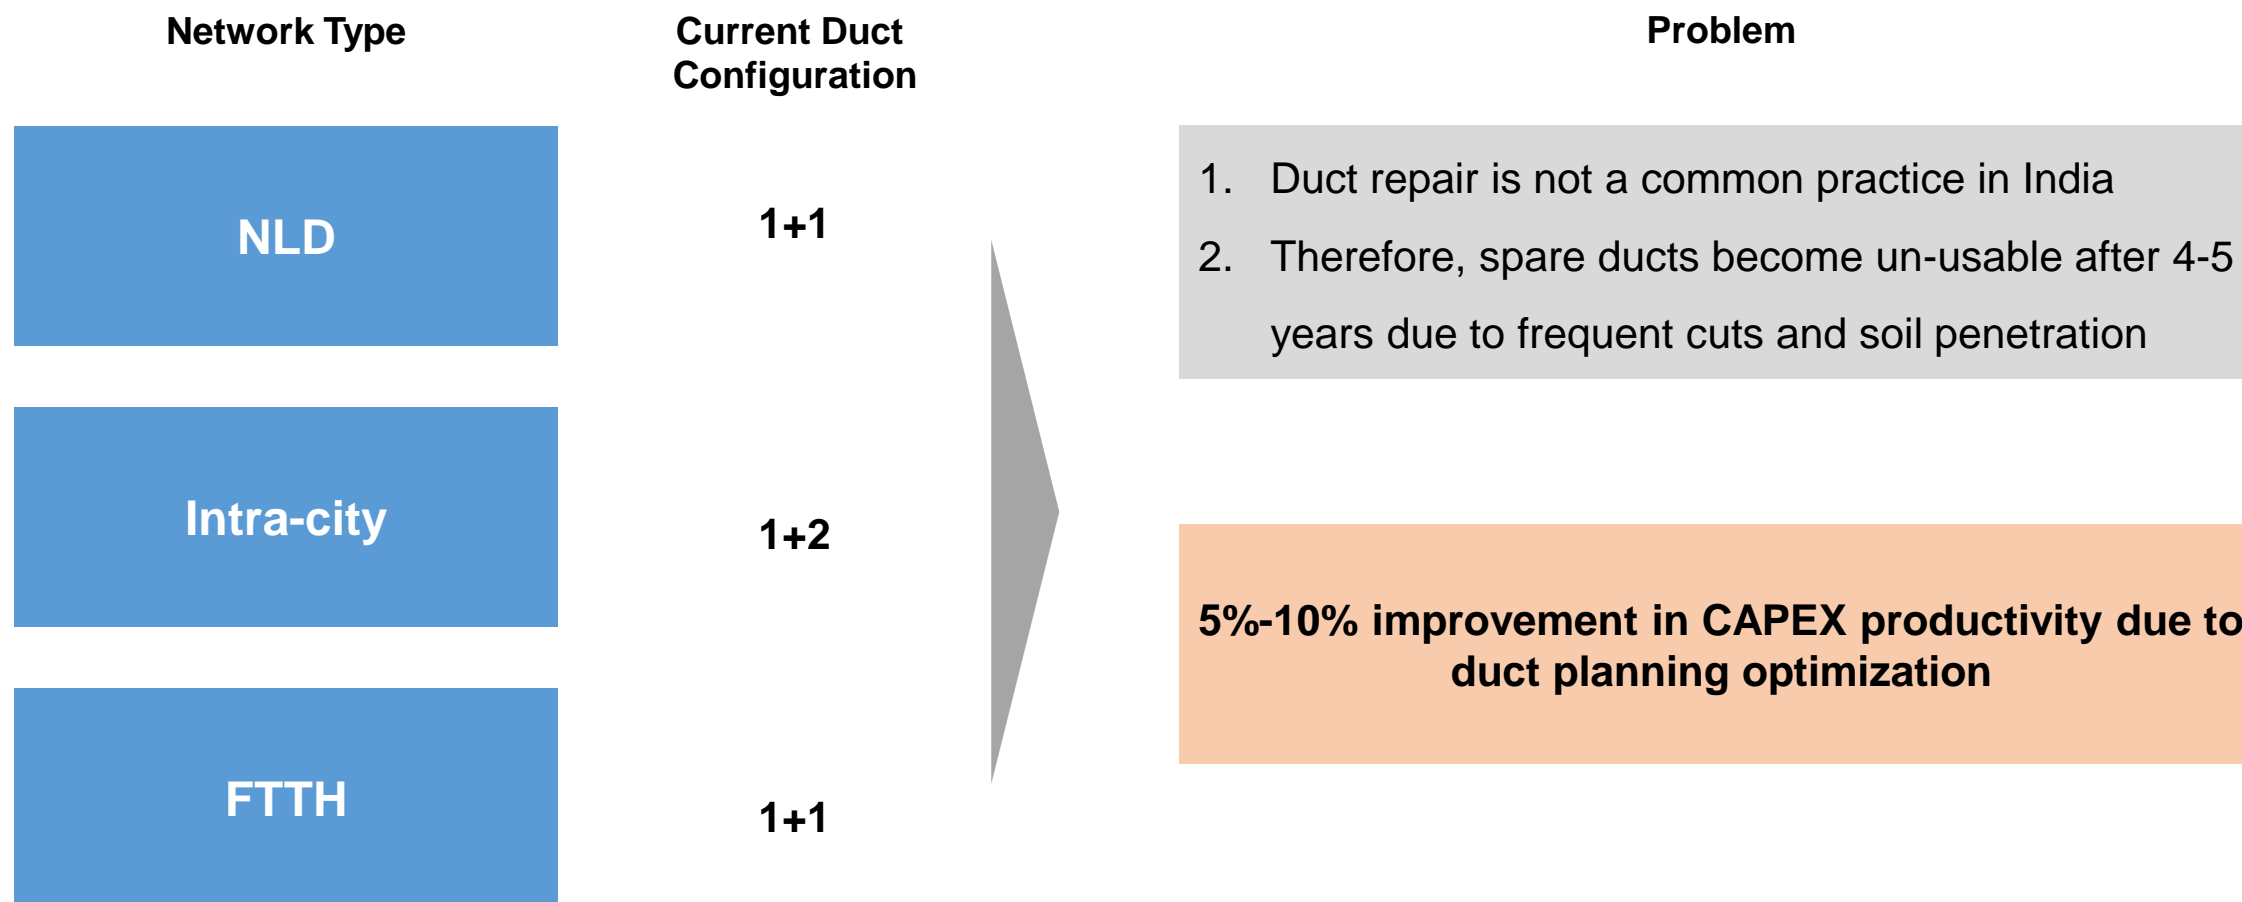 Network Type
Current Duct
Configuration
Problem
NLD
1+1
Intra-city
1+2
FTTH
1+1
1. Duct repair is not a common practice in India
2. Therefore, spare ducts become un-usable after 4-5
years due to frequent cuts and soil penetration
5%-10% improvement in CAPEX productivity due to
duct planning optimization